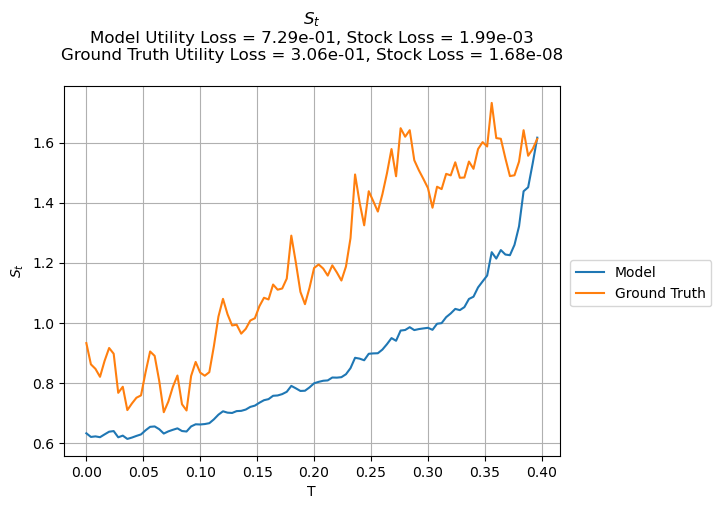 S_t
Model Utility Loss = 7.29e-01, Stock Loss = 1.99e-03
Ground Truth Utility Loss = 3.06e-01, Stock Loss = 1.68e-08
1.6
1.4
1.2
1.0
0.8
0.6
S_t
0.00 0.05 0.10 0.15 0.20 0.25 0.30 0.35 0.40
T
Model
Ground Truth